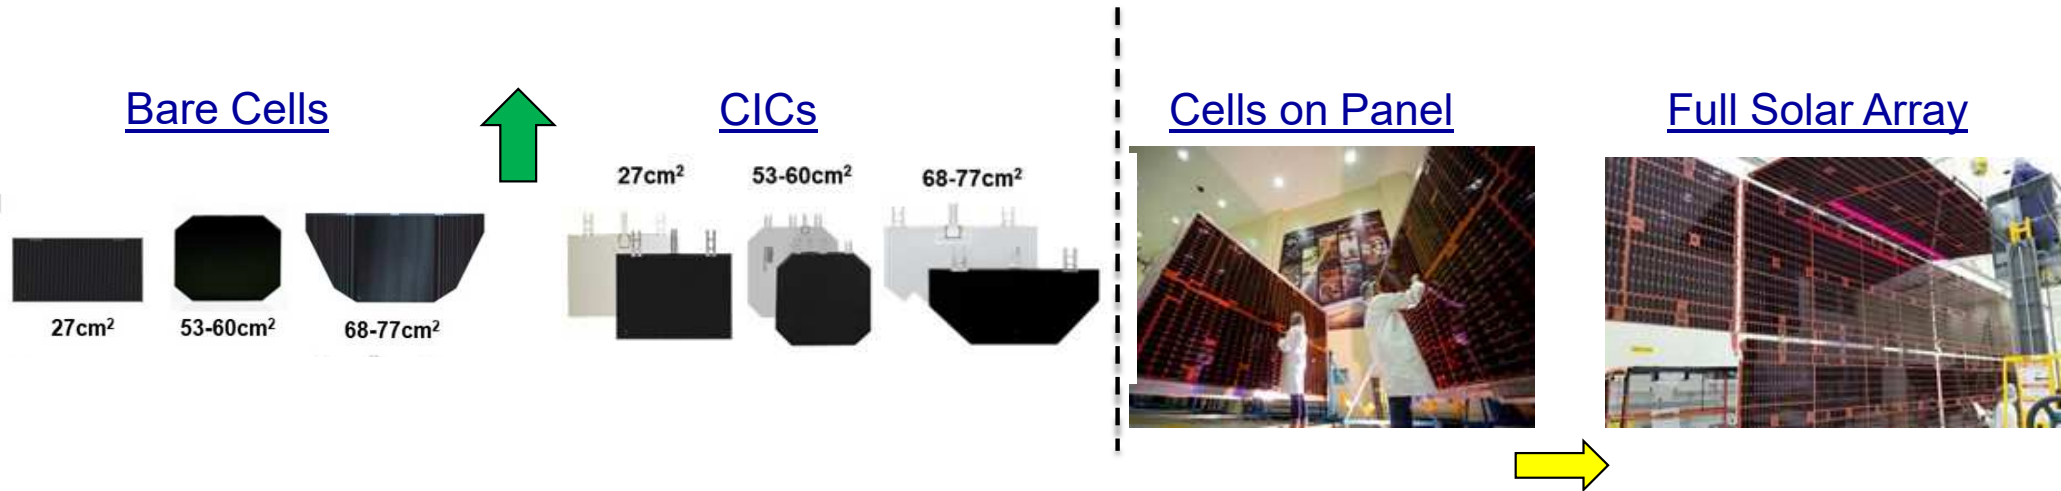 Bare Cells
CICs
Cells on Panel
Full Solar Array
27cm²
53-60cm²
68-77cm²
27cm²
53-60cm²
68-77cm²